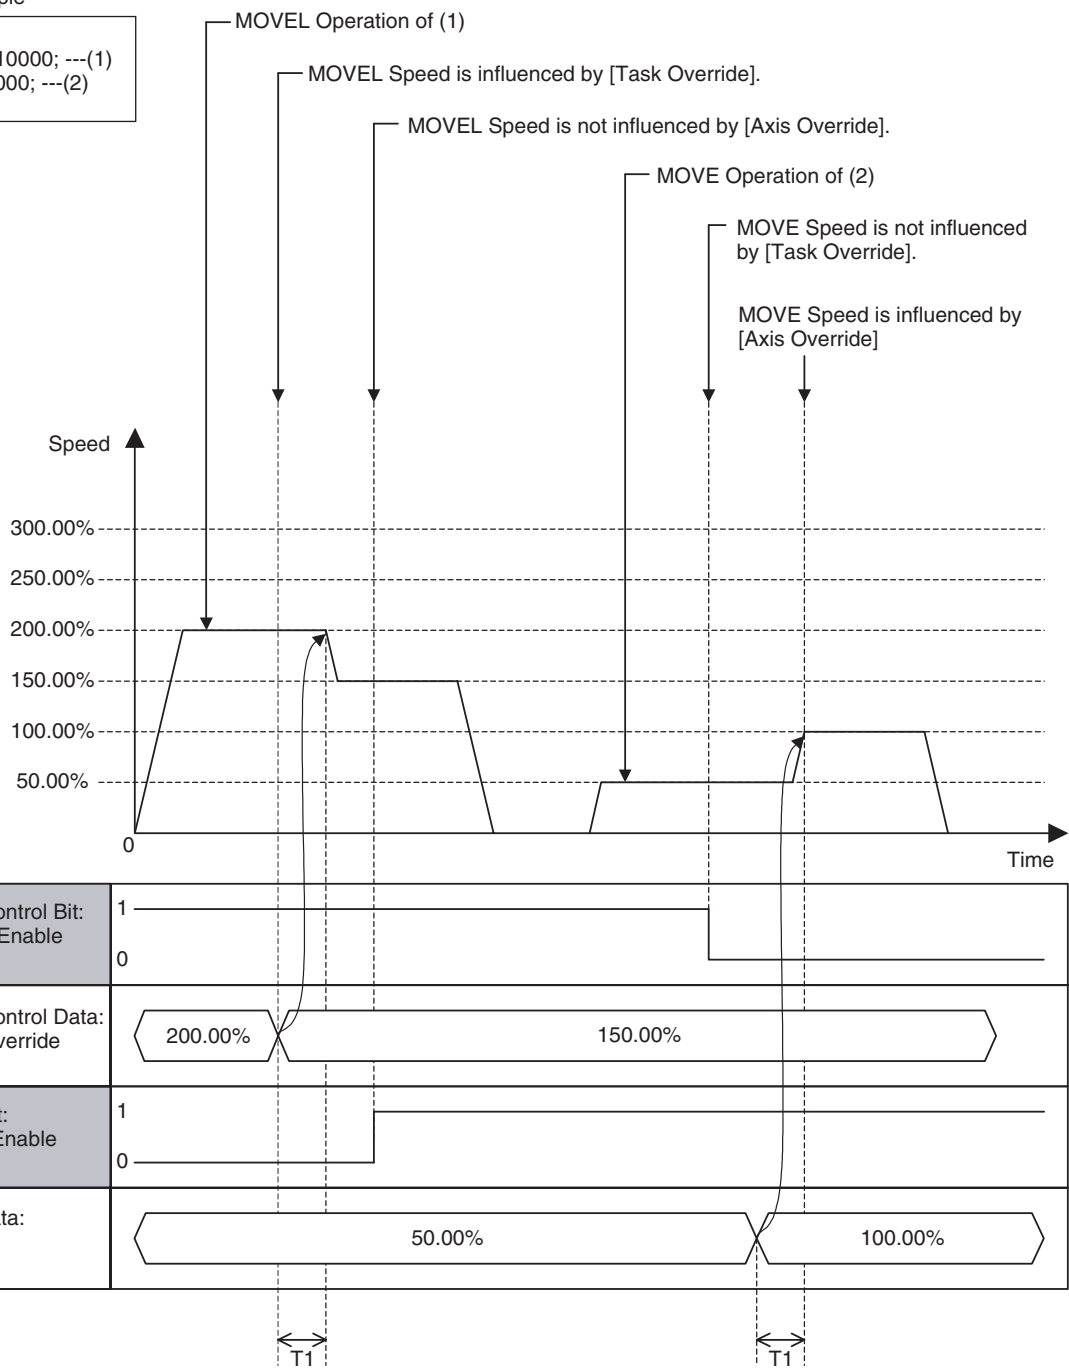 MOVEL Operation of (1)
10000; ---(1)
MOVEL Speed is influenced by [Task Override].
000; ---(2)
MOVEL Speed is not influenced by [Axis Override].
MOVE Operation of (2)
MOVE Speed is not influenced
by [Task Override].
MOVE Speed is influenced by
[Axis Override]
Speed
300.00%
250.00%
200.00%
150.00%
100.00%
50.00%
0
Time
ontrol Bit:
Enable
1
0
ontrol Data:
verride
200.00%
150.00%
t:
Enable
1
0
ta:
50.00%
100.00%
T1
T1